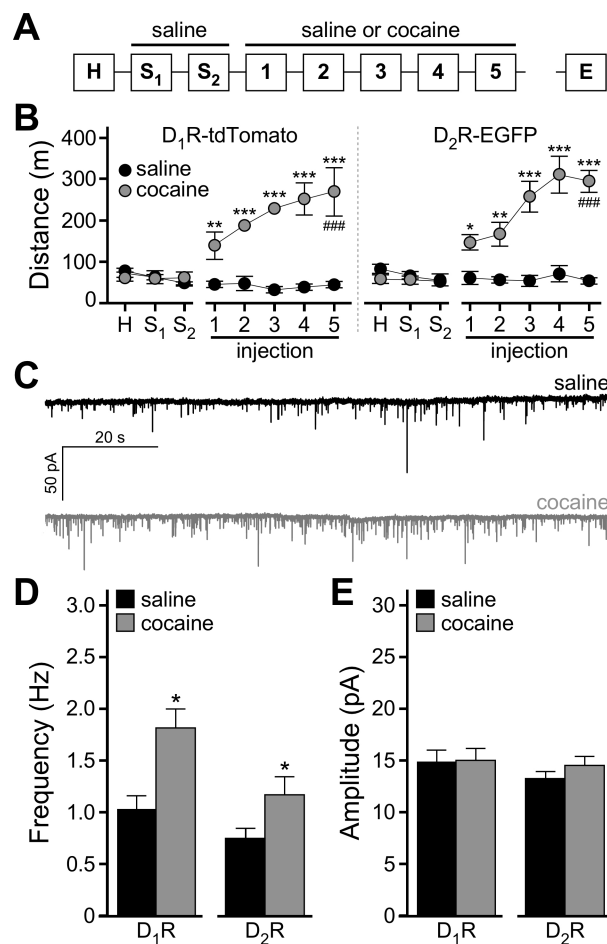 A
saline
saline or cocaine
H S₁ S₂ 1 2 3 4 5 E
B
D₁R-tdTomato
D₂R-EGFP
Distance (m)
400
300
200
100
0
saline
cocaine
** *** *** *** ***
###
* ** *** *** ***
###
H S₁ S₂ 1 2 3 4 5
injection
H S₁ S₂ 1 2 3 4 5
injection
C
saline
20 s
50 pA
cocaine
D
saline
cocaine
Frequency (Hz)
3.0
2.5
2.0
1.5
1.0
0.5
0
*
*
D₁R D₂R
E
saline
cocaine
Amplitude (pA)
30
25
20
15
10
5
0
D₁R D₂R